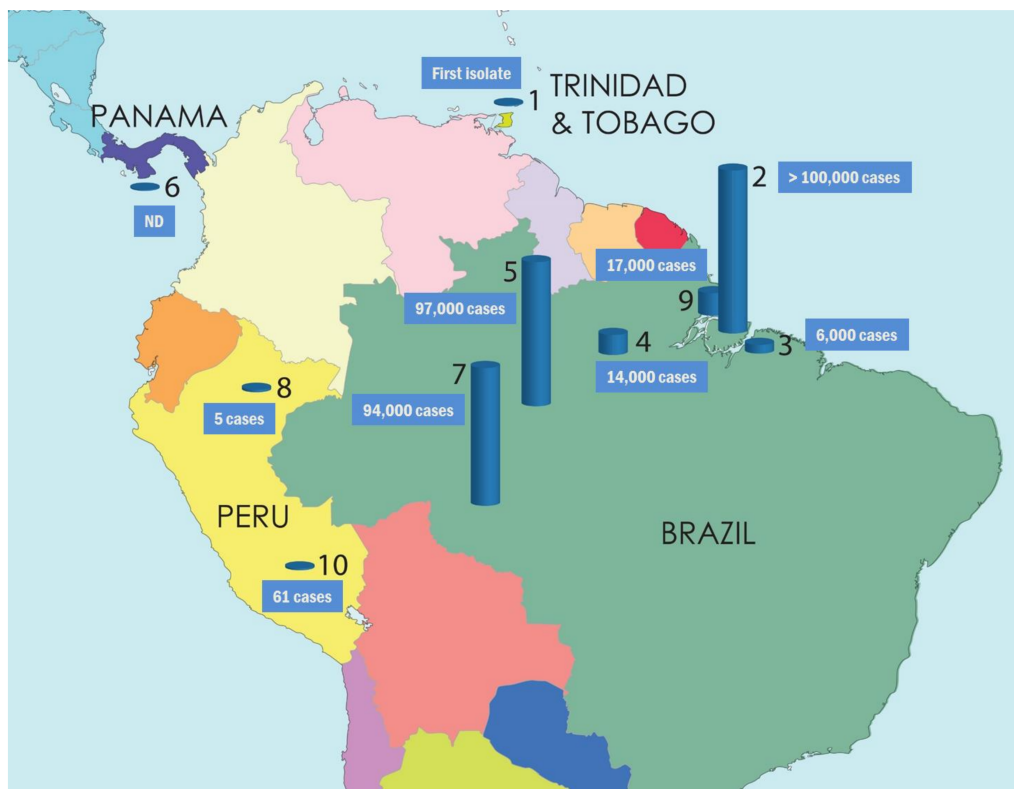 First isolate
1
TRINIDAD
& TOBAGO
PANAMA
6
ND
2
> 100,000 cases
5
97,000 cases
17,000 cases
9
4
14,000 cases
3
6,000 cases
7
94,000 cases
8
5 cases
PERU
BRAZIL
10
61 cases